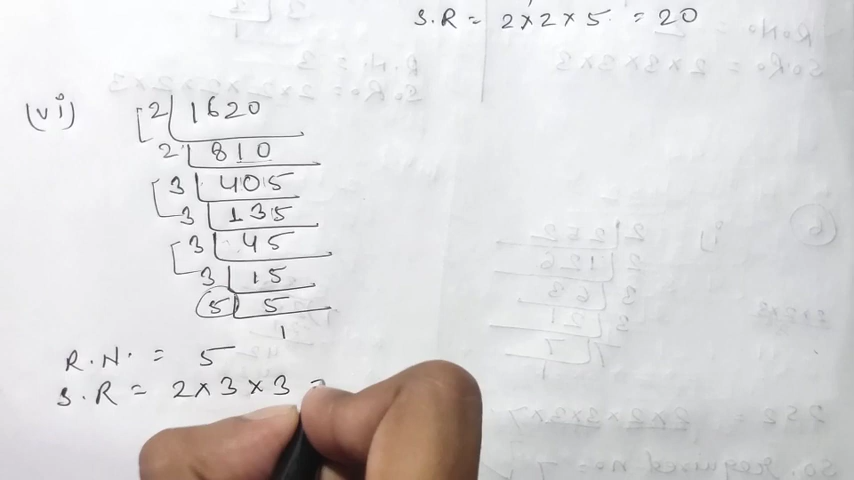 S.R = 2×2×5 = 20
(vi) 2 1620
2 810
3 405
3 135
3 45
3 15
5 5
1
R.N. = 5
S.R = 2×3×3 =